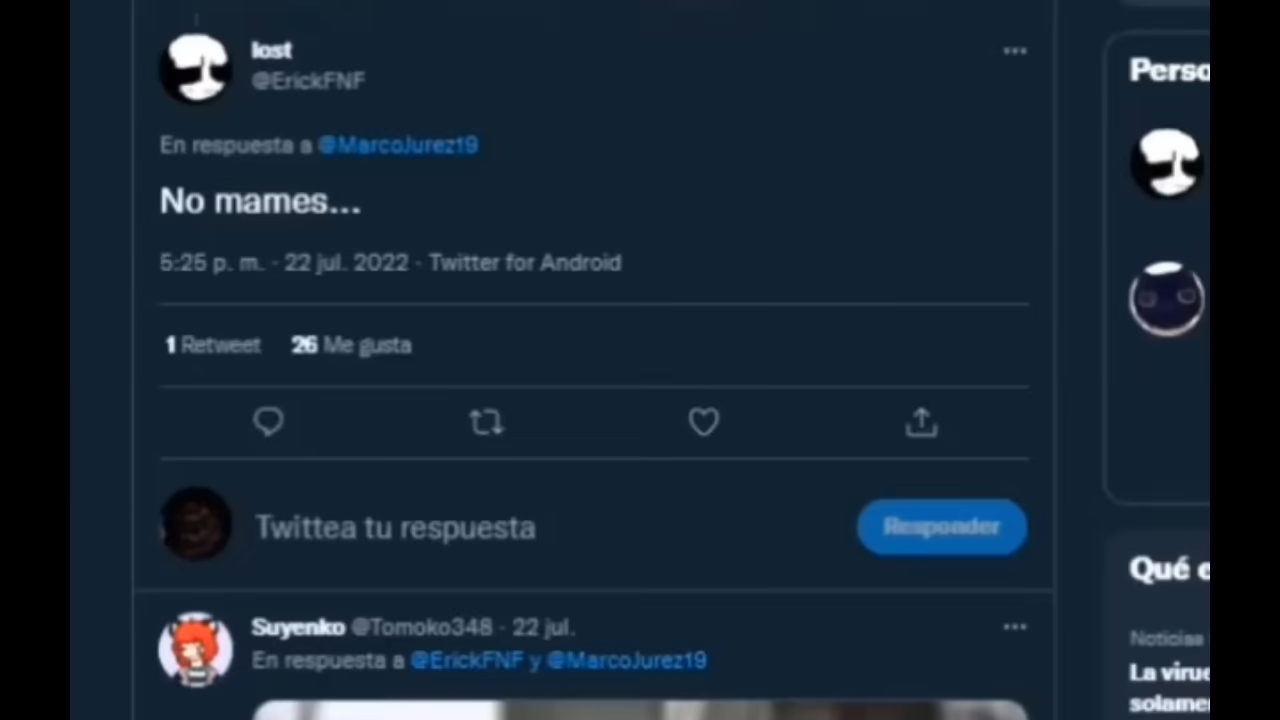 lost
@ErickFNF
En respuesta a @MarcoJurez19
No mames...
5:25 p. m. · 22 jul. 2022 · Twitter for Android
1 Retweet 26 Me gusta
Twittea tu respuesta
Responder
Suyenko @Tomoko348 · 22 jul.
En respuesta a @ErickFNF y @MarcoJurez19
Perso
Qué c
Noticias
La virue
solame